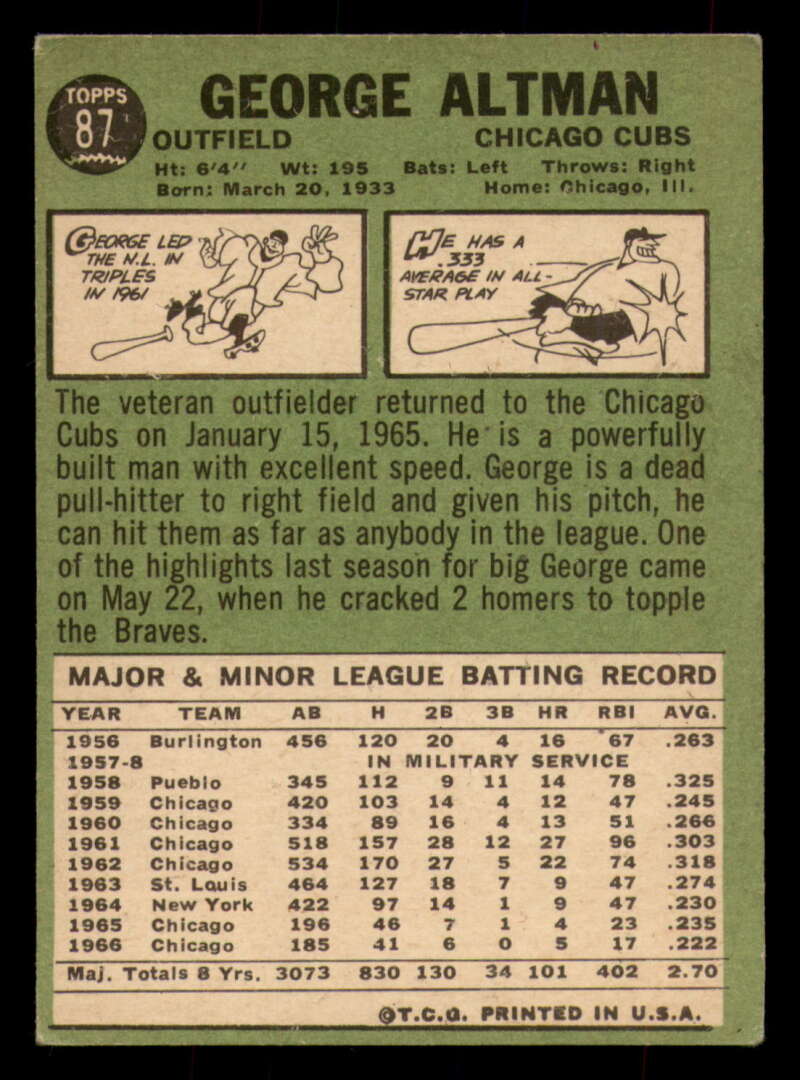 TOPPS
87
GEORGE ALTMAN
OUTFIELD CHICAGO CUBS
Ht: 6'4" Wt: 195 Bats: Left Throws: Right
Born: March 20, 1933 Home: Chicago, Ill.
GEORGE LED
THE N.L. IN
TRIPLES
IN 1961
HE HAS A
.333
AVERAGE IN ALL-
STAR PLAY
The veteran outfielder returned to the Chicago
Cubs on January 15, 1965. He is a powerfully
built man with excellent speed. George is a dead
pull-hitter to right field and given his pitch, he
can hit them as far as anybody in the league. One
of the highlights last season for big George came
on May 22, when he cracked 2 homers to topple
the Braves.
MAJOR & MINOR LEAGUE BATTING RECORD
YEAR TEAM AB H 2B 3B HR RBI AVG.
1956 Burlington 456 120 20 4 16 67 .263
1957-8 IN MILITARY SERVICE
1958 Pueblo 345 112 9 11 14 78 .325
1959 Chicago 420 103 14 4 12 47 .245
1960 Chicago 334 89 16 4 13 51 .266
1961 Chicago 518 157 28 12 27 96 .303
1962 Chicago 534 170 27 5 22 74 .318
1963 St. Louis 464 127 18 7 9 47 .274
1964 New York 422 97 14 1 9 47 .230
1965 Chicago 196 46 7 1 4 23 .235
1966 Chicago 185 41 6 0 5 17 .222
Maj. Totals 8 Yrs. 3073 830 130 34 101 402 2.70
©T.C.G. PRINTED IN U.S.A.